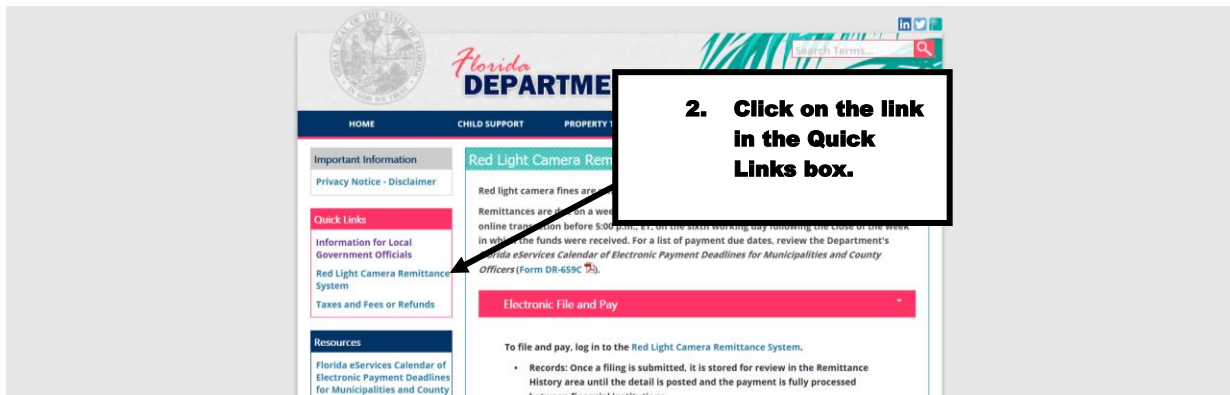 in
Search Terms...
Florida
DEPARTME
HOME CHILD SUPPORT PROPERTY T
2. Click on the link
in the Quick
Links box.
Important Information
Privacy Notice - Disclaimer
Quick Links
Information for Local
Government Officials
Red Light Camera Remittance
System
Taxes and Fees or Refunds
Resources
Florida eServices Calendar of
Electronic Payment Deadlines
for Municipalities and County
Red Light Camera Rem
Red light camera fines are
Remittances are on a wee
online tran on before 5:00 p.m., ET, on the sixth working day following the close of the week
in the funds were received. For a list of payment due dates, review the Department's
Florida eServices Calendar of Electronic Payment Deadlines for Municipalities and County
Officers (Form DR-659C ).
Electronic File and Pay
To file and pay, log in to the Red Light Camera Remittance System.
• Records: Once a filing is submitted, it is stored for review in the Remittance
History area until the detail is posted and the payment is fully processed
between financial institutions